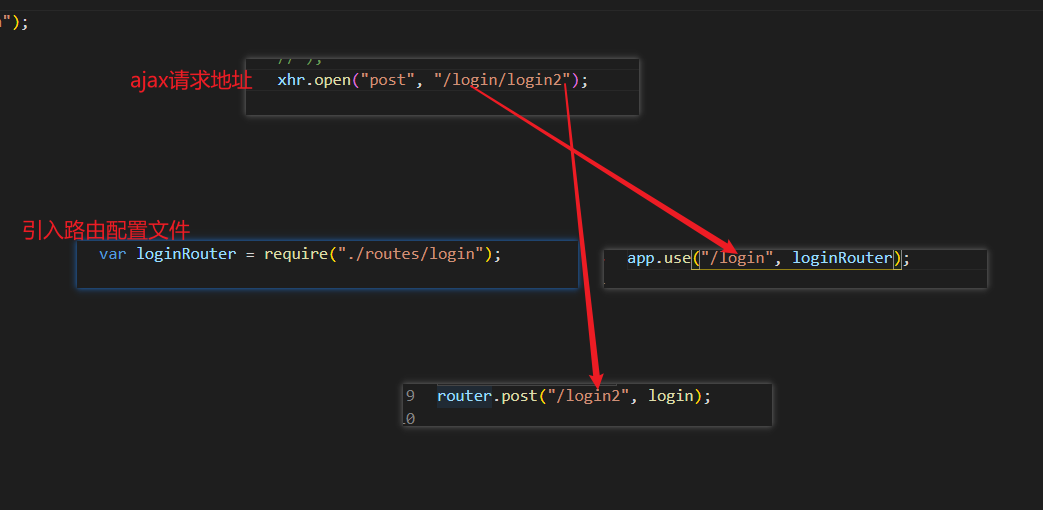 ");
// );
ajax请求地址
xhr.open("post", "/login/login2");
引入路由配置文件
var loginRouter = require("./routes/login");
app.use("/login", loginRouter);
9 router.post("/login2", login);
10